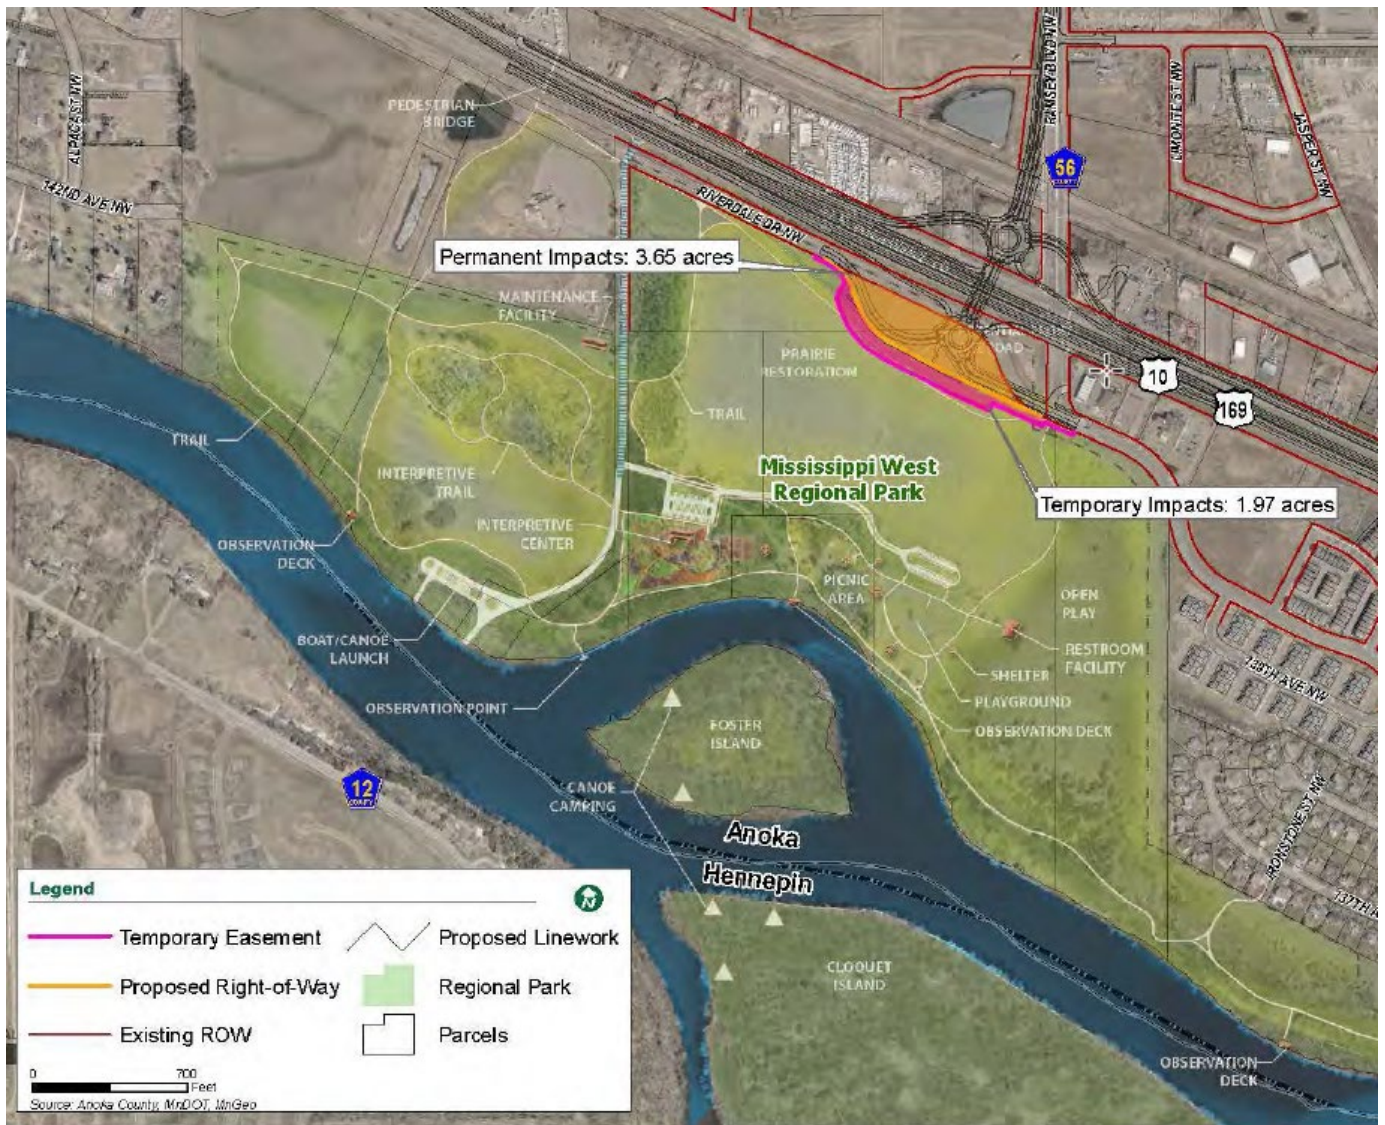 ALPACA ST NW
142ND AVE NW
PEDESTRIAN
BRIDGE
RAMSEY BLVD NW
LIMONITE ST NW
JASPER ST NW
56
COUNTY
RIVERDALE DR NW
Permanent Impacts: 3.65 acres
MAINTENANCE
FACILITY
PRAIRIE
RESTORATION
ROAD
10
169
TRAIL
TRAIL
INTERPRETIVE
TRAIL
Mississippi West
Regional Park
Temporary Impacts: 1.97 acres
INTERPRETIVE
CENTER
OBSERVATION
DECK
PICNIC
AREA
OPEN
PLAY
BOAT/CANOE
LAUNCH
RESTROOM
FACILITY
SHELTER
PLAYGROUND
OBSERVATION DECK
OBSERVATION POINT
138TH AVE NW
FOSTER
ISLAND
12
COUNTY
CANOE
CAMPING
IRONSTONE ST NW
137TH A
Anoka
Hennepin
CLOQUET
ISLAND
OBSERVATION
DECK
Legend
N
Temporary Easement
Proposed Linework
Proposed Right-of-Way
Regional Park
Existing ROW
Parcels
0 700
Feet
Source: Anoka County, MnDOT, MnGeo